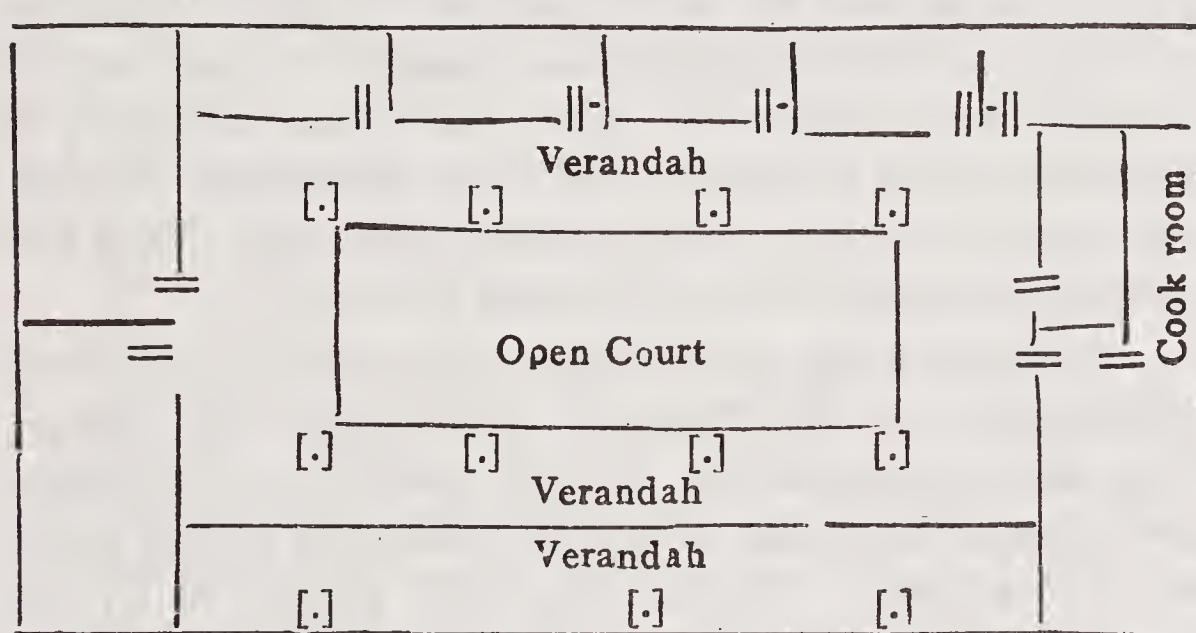 Verandah
[.] [.] [.] [.]
Cook room
Open Court
[.] [.] [.] [.]
Verandah
Verandah
[.] [.] [.]